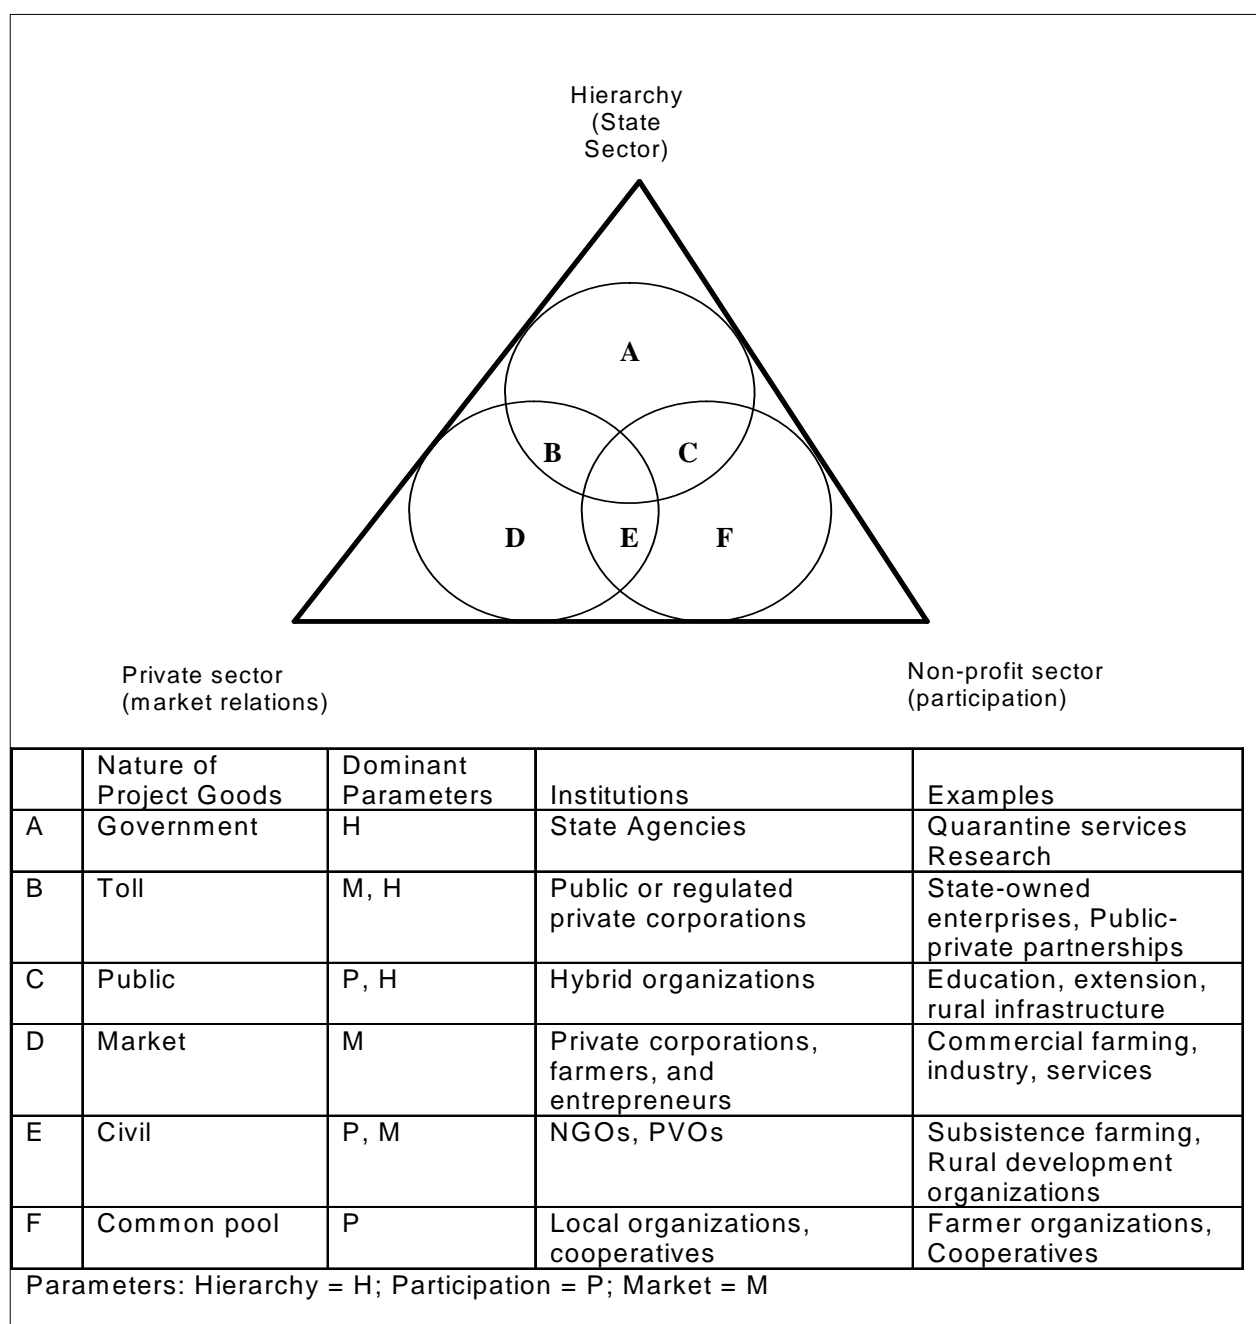 Hierarchy
(State
Sector)
A
B
C
D
E
F
Private sector
(market relations)
Non-profit sector
(participation)
Nature of
Project Goods
Dominant
Parameters
Institutions
Examples
A
Government
H
State Agencies
Quarantine services
Research
B
Toll
M, H
Public or regulated
private corporations
State-owned
enterprises, Public-
private partnerships
C
Public
P, H
Hybrid organizations
Education, extension,
rural infrastructure
D
Market
M
Private corporations,
farmers, and
entrepreneurs
Commercial farming,
industry, services
E
Civil
P, M
NGOs, PVOs
Subsistence farming,
Rural development
organizations
F
Common pool
P
Local organizations,
cooperatives
Farmer organizations,
Cooperatives
Parameters: Hierarchy = H; Participation = P; Market = M